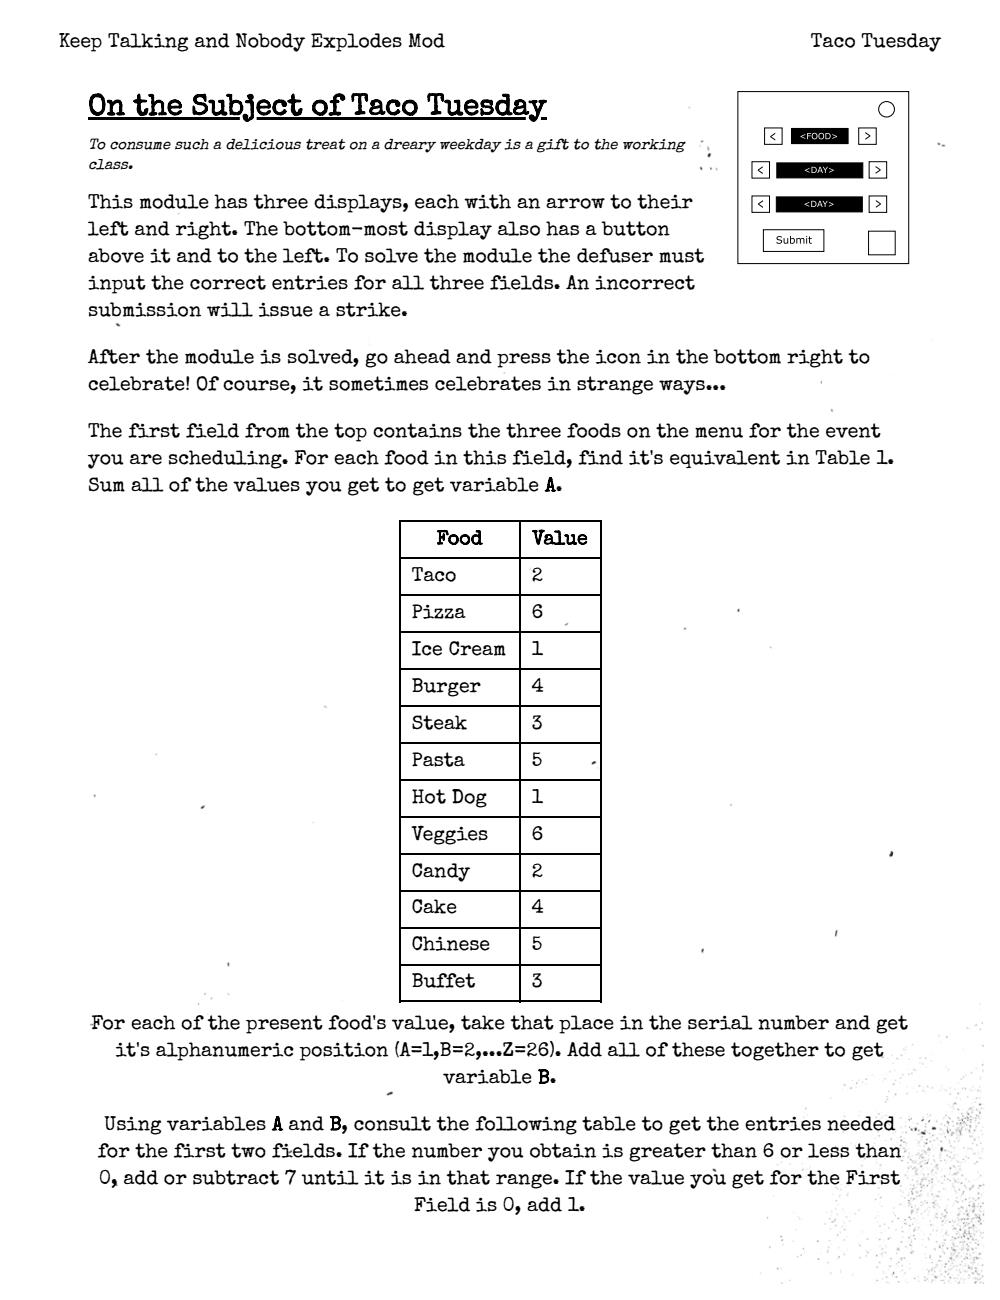 Keep Talking and Nobody Explodes Mod
Taco Tuesday
On the Subject of Taco Tuesday
To consume such a delicious treat on a dreary weekday is a gift to the working
class.
This module has three displays, each with an arrow to their
left and right. The bottom-most display also has a button
above it and to the left. To solve the module the defuser must
input the correct entries for all three fields. An incorrect
submission will issue a strike.
< <FOOD> >
< <DAY> >
< <DAY> >
Submit
After the module is solved, go ahead and press the icon in the bottom right to
celebrate! Of course, it sometimes celebrates in strange ways...
The first field from the top contains the three foods on the menu for the event
you are scheduling. For each food in this field, find it's equivalent in Table 1.
Sum all of the values you get to get variable A.
Food Value
Taco 2
Pizza 6
Ice Cream 1
Burger 4
Steak 3
Pasta 5
Hot Dog 1
Veggies 6
Candy 2
Cake 4
Chinese 5
Buffet 3
For each of the present food's value, take that place in the serial number and get
it's alphanumeric position (A=1,B=2,...Z=26). Add all of these together to get
variable B.
Using variables A and B, consult the following table to get the entries needed
for the first two fields. If the number you obtain is greater than 6 or less than
0, add or subtract 7 until it is in that range. If the value you get for the First
Field is 0, add 1.